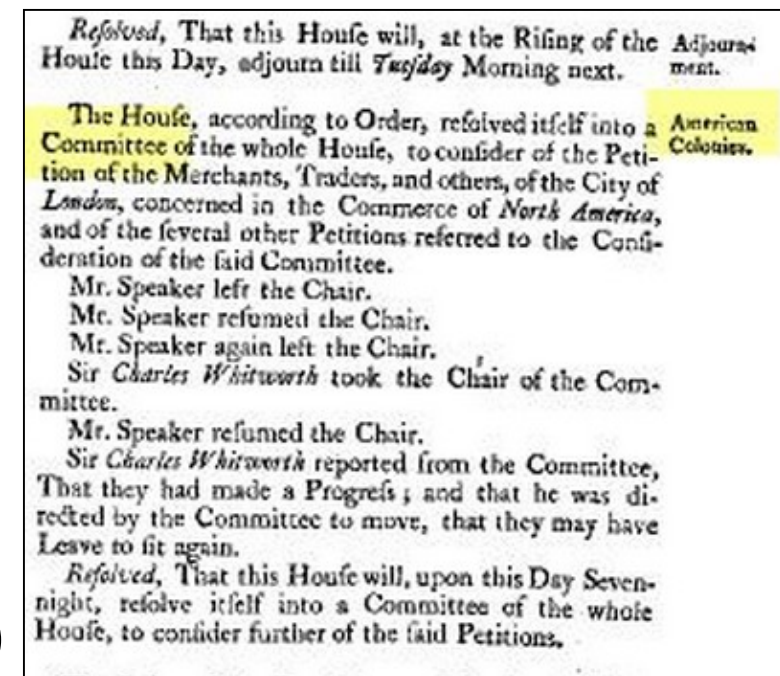 Reſolved, That this Houſe will, at the Riſing of the
Houſe this Day, adjourn till Tueſday Morning next.
Adjourn-
ment.
The Houſe, according to Order, reſolved itſelf into a
Committee of the whole Houſe, to conſider of the Peti-
tion of the Merchants, Traders, and others, of the City of
London, concerned in the Commerce of North America,
and of the ſeveral other Petitions referred to the Conſi-
deration of the ſaid Committee.
American
Colonies.
Mr. Speaker left the Chair.
Mr. Speaker reſumed the Chair.
Mr. Speaker again left the Chair.
Sir Charles Whitworth took the Chair of the Com-
mittee.
Mr. Speaker reſumed the Chair.
Sir Charles Whitworth reported from the Committee,
That they had made a Progreſs; and that he was di-
rected by the Committee to move, that they may have
Leave to ſit again.
Reſolved, That this Houſe will, upon this Day Seven-
night, reſolve itſelf into a Committee of the whole
Houſe, to conſider further of the ſaid Petitions.